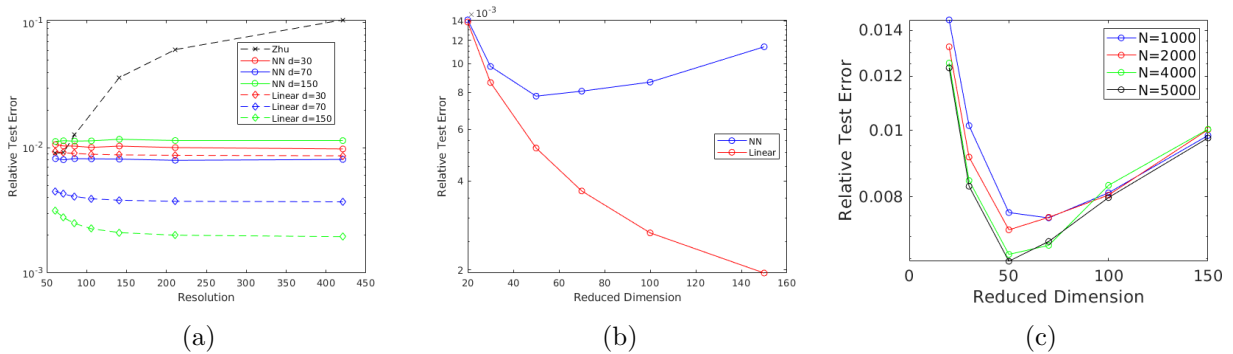 10^-1
10^-2
10^-3
Relative Test Error
50 100 150 200 250 300 350 400 450
Resolution
Zhu
NN d=30
NN d=70
NN d=150
Linear d=30
Linear d=70
Linear d=150
(a)
×10^-3
14
12
10
8
6
4
2
Relative Test Error
20 40 60 80 100 120 140 160
Reduced Dimension
NN
Linear
(b)
0.014
0.012
0.01
0.008
Relative Test Error
0 50 100 150
Reduced Dimension
N=1000
N=2000
N=4000
N=5000
(c)